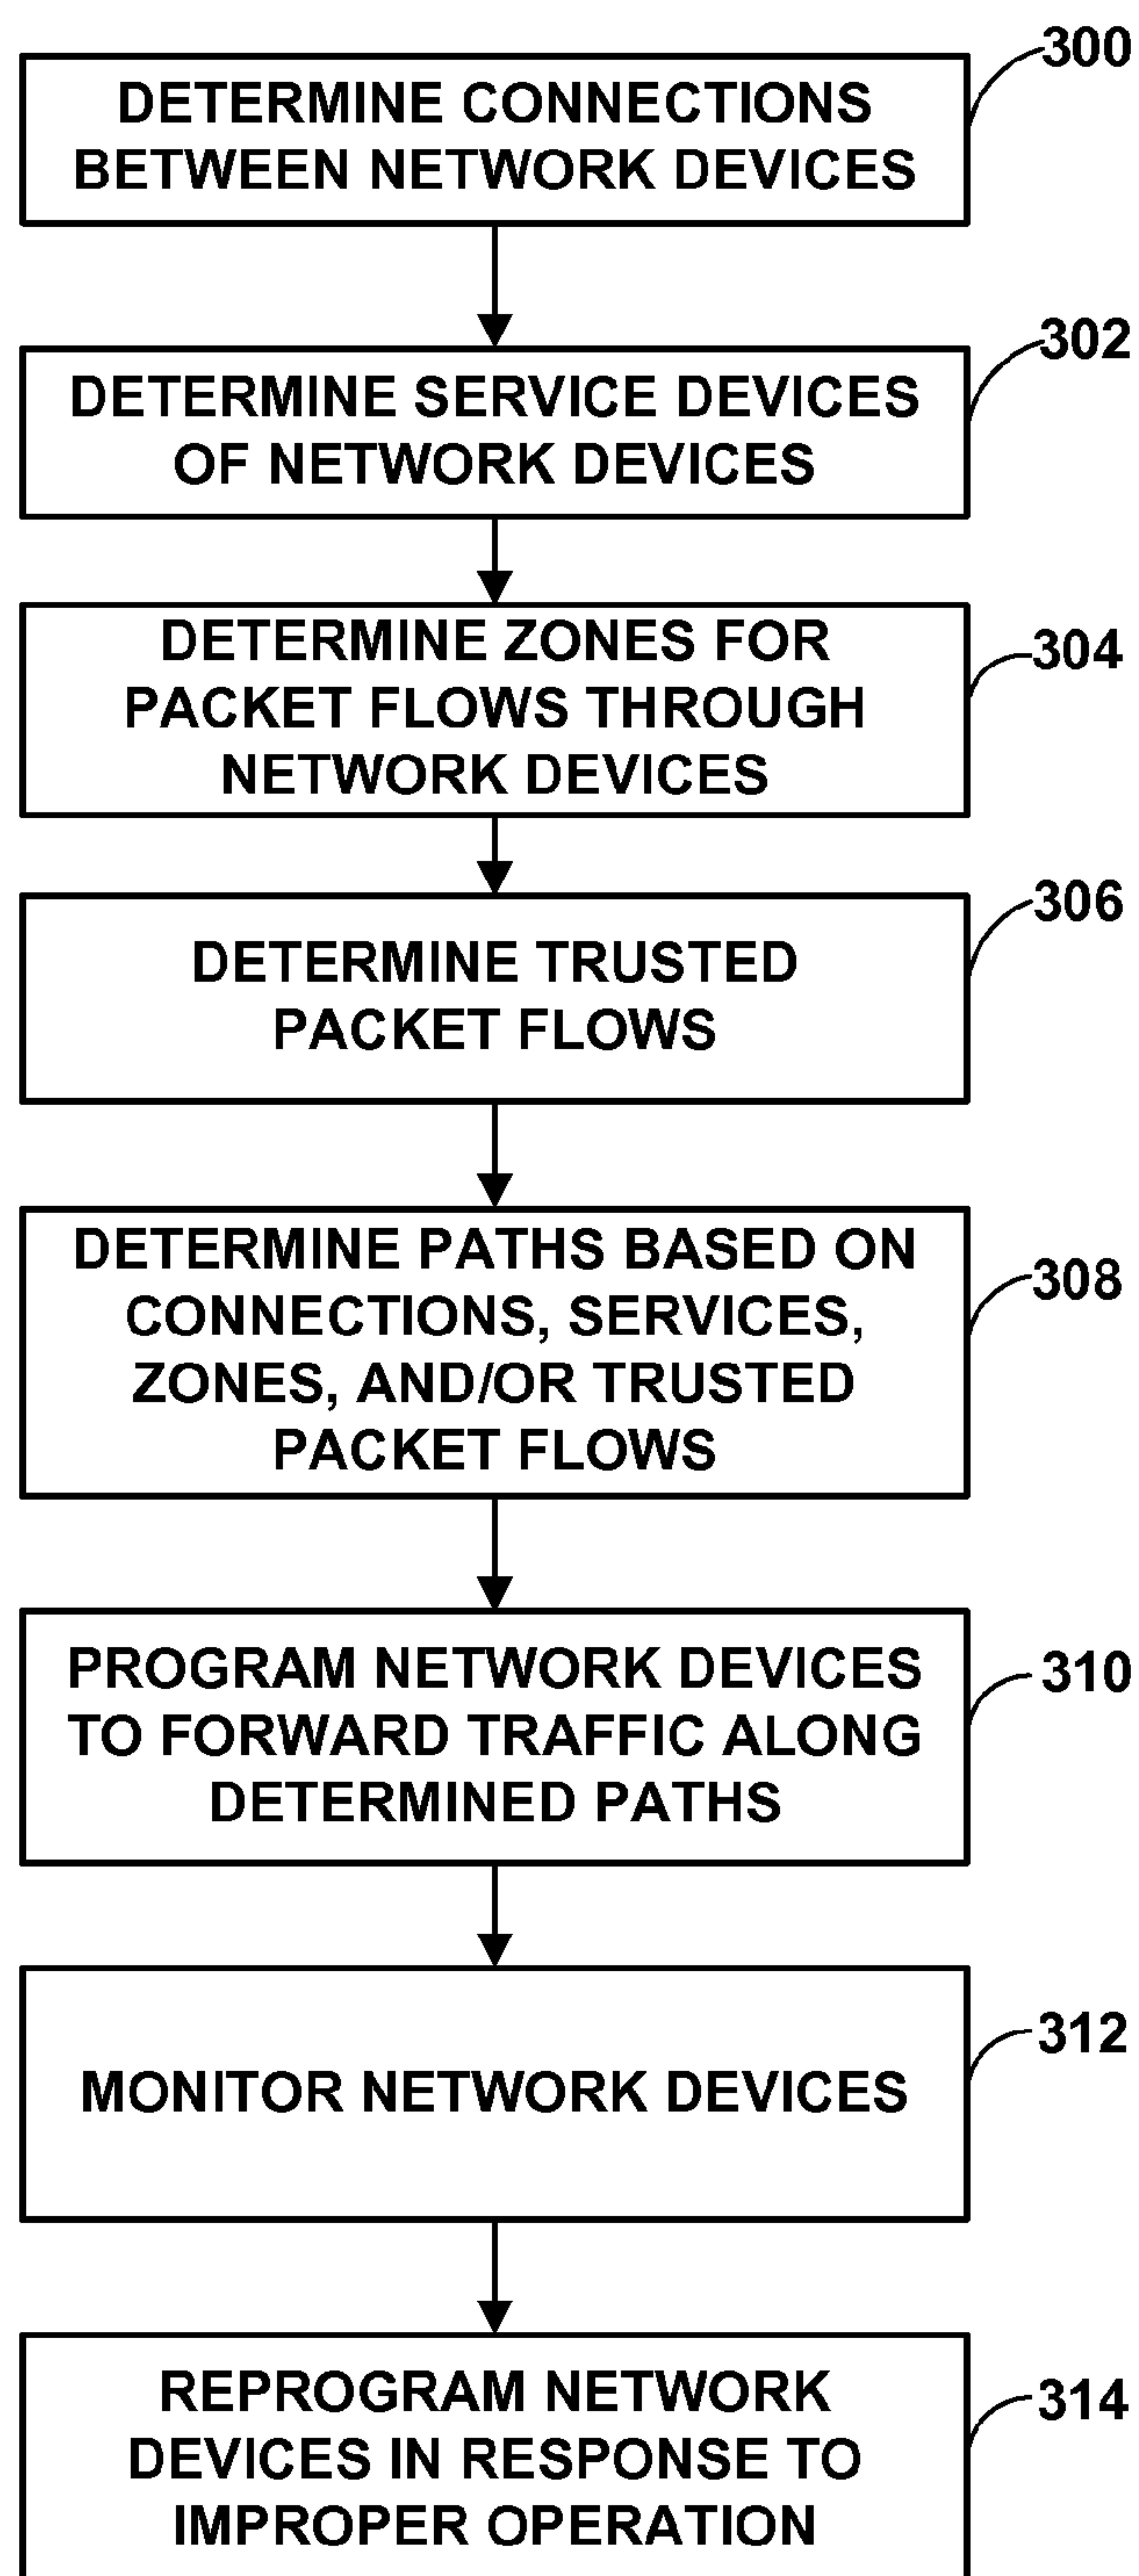 300
DETERMINE CONNECTIONS
BETWEEN NETWORK DEVICES
302
DETERMINE SERVICE DEVICES
OF NETWORK DEVICES
304
DETERMINE ZONES FOR
PACKET FLOWS THROUGH
NETWORK DEVICES
306
DETERMINE TRUSTED
PACKET FLOWS
308
DETERMINE PATHS BASED ON
CONNECTIONS, SERVICES,
ZONES, AND/OR TRUSTED
PACKET FLOWS
310
PROGRAM NETWORK DEVICES
TO FORWARD TRAFFIC ALONG
DETERMINED PATHS
312
MONITOR NETWORK DEVICES
314
REPROGRAM NETWORK
DEVICES IN RESPONSE TO
IMPROPER OPERATION